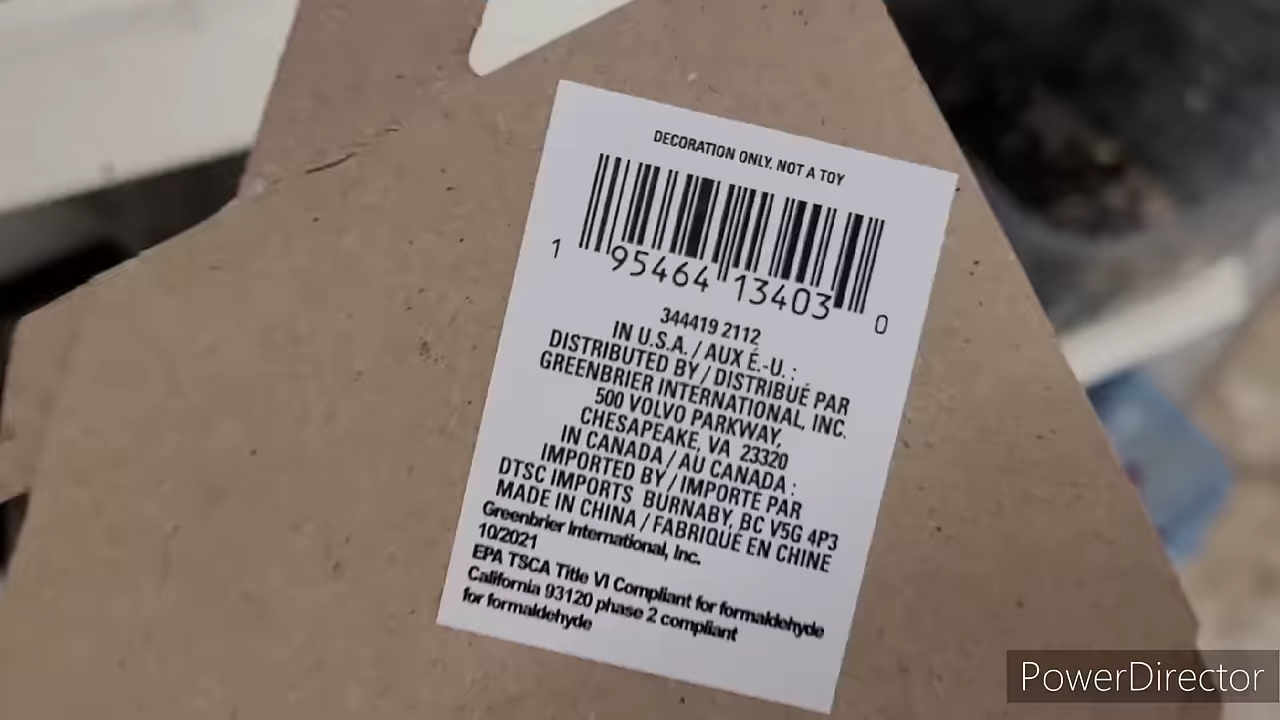 DECORATION ONLY. NOT A TOY
1 95464 13403 0
344419 2112
IN U.S.A. / AUX É.-U. :
DISTRIBUTED BY / DISTRIBUÉ PAR
GREENBRIER INTERNATIONAL, INC.
500 VOLVO PARKWAY,
CHESAPEAKE, VA 23320
IN CANADA / AU CANADA :
IMPORTED BY / IMPORTÉ PAR
DTSC IMPORTS BURNABY, BC V5G 4P3
MADE IN CHINA / FABRIQUÉ EN CHINE
Greenbrier International, Inc.
10/2021
EPA TSCA Title VI Compliant for formaldehyde
California 93120 phase 2 compliant
for formaldehyde
PowerDirector